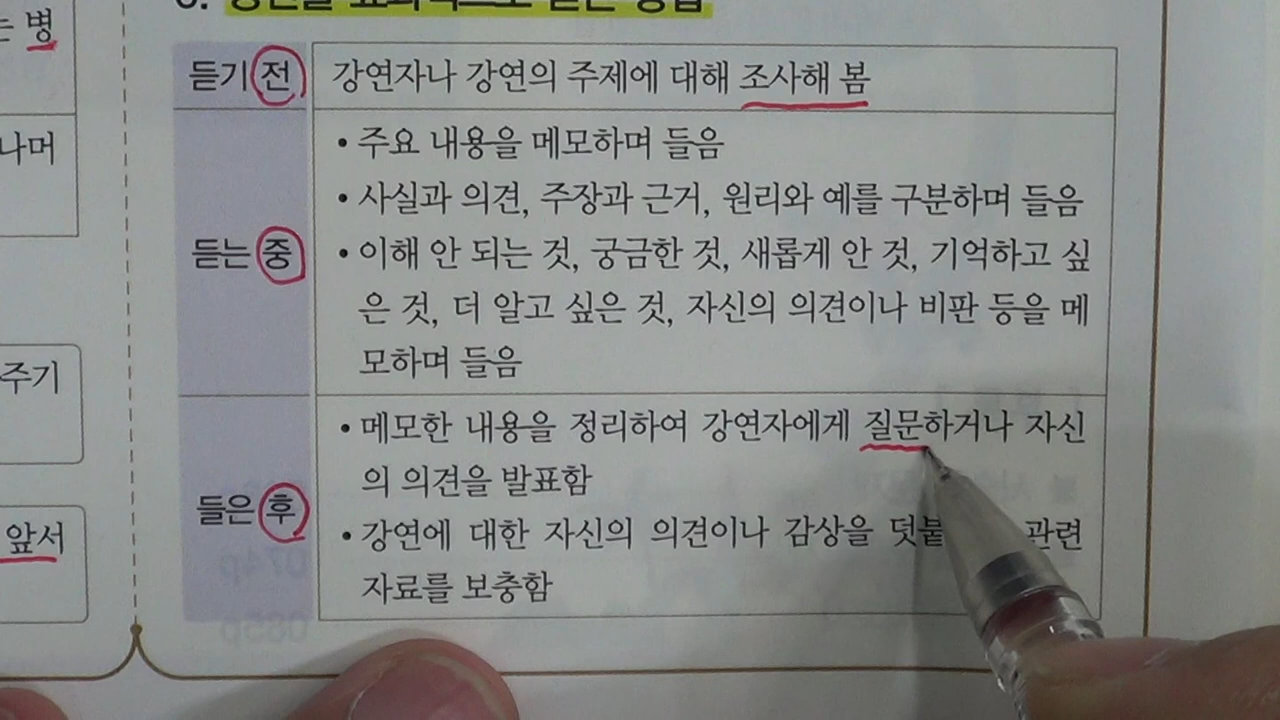 는 병
나머
주기
앞서
듣기 전
강연자나 강연의 주제에 대해 조사해 봄
듣는 중
• 주요 내용을 메모하며 들음
• 사실과 의견, 주장과 근거, 원리와 예를 구분하며 들음
• 이해 안 되는 것, 궁금한 것, 새롭게 안 것, 기억하고 싶
은 것, 더 알고 싶은 것, 자신의 의견이나 비판 등을 메
모하며 들음
들은 후
• 메모한 내용을 정리하여 강연자에게 질문하거나 자신
의 의견을 발표함
• 강연에 대한 자신의 의견이나 감상을 관련
자료를 보충함